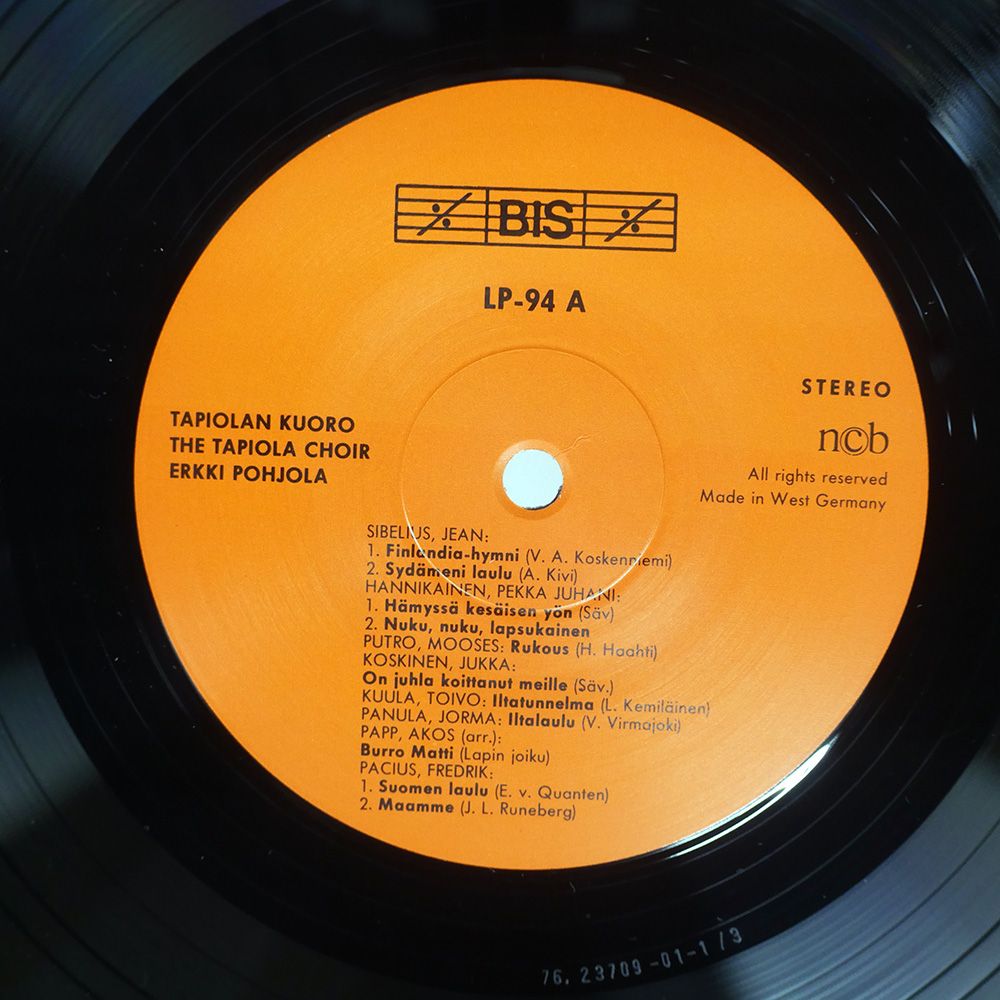 BIS
LP-94 A
STEREO
ncb
All rights reserved
Made in West Germany
TAPIOLAN KUORO
THE TAPIOLA CHOIR
ERKKI POHJOLA
SIBELIUS, JEAN:
1. Finlandia-hymni (V. A. Koskenniemi)
2. Sydämeni laulu (A. Kivi)
HANNIKAINEN, PEKKA JUHANI:
1. Hämyssä kesäisen yön (Säv)
2. Nuku, nuku, lapsukainen
PUTRO, MOOSES: Rukous (H. Haahti)
KOSKINEN, JUKKA:
On juhla koittanut meille (Säv.)
KUULA, TOIVO: Iltatunnelma (L. Kemiläinen)
PANULA, JORMA: Iltalaulu (V. Virmajoki)
PAPP, AKOS (arr.):
Burro Matti (Lapin joiku)
PACIUS, FREDRIK:
1. Suomen laulu (E. v. Quanten)
2. Maamme (J. L. Runeberg)
76.23709-01-1/3